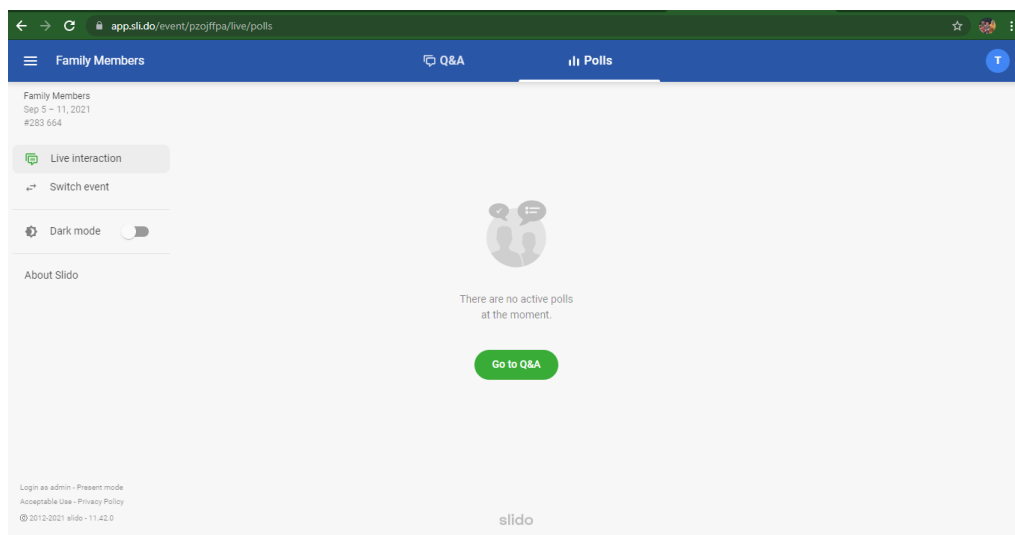 app.sli.do/event/pzojffpa/live/polls
Family Members
Q&A
Polls
T
Family Members
Sep 5 – 11, 2021
#283 664
Live interaction
Switch event
Dark mode
About Slido
There are no active polls
at the moment.
Go to Q&A
Login as admin - Present mode
Acceptable Use - Privacy Policy
© 2012-2021 slido - 11.42.0
slido